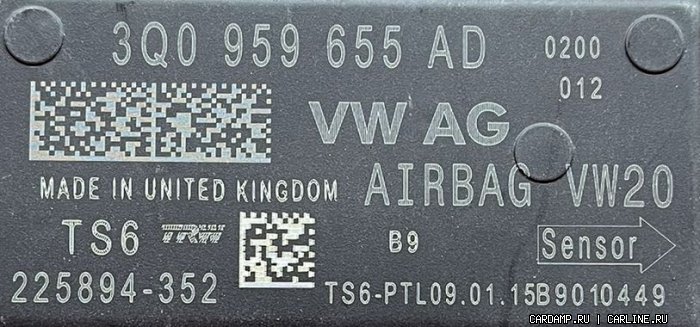 3Q0 959 655 AD 0200
012
VW AG
AIRBAG VW20
MADE IN UNITED KINGDOM
TS6 TRW B9 Sensor
225894-352 TS6-PTL09.01.15B9010449
CARDAMP.RU | CARLINE.RU